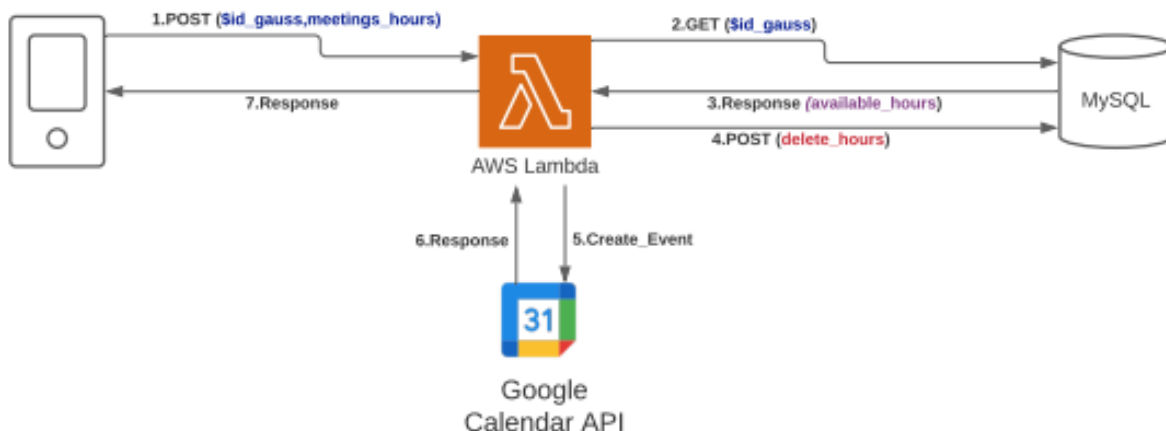 1.POST ($id_gauss,meetings_hours)
2.GET ($id_gauss)
7.Response
3.Response (available_hours)
MySQL
4.POST (delete_hours)
AWS Lambda
6.Response
5.Create_Event
31
Google
Calendar API